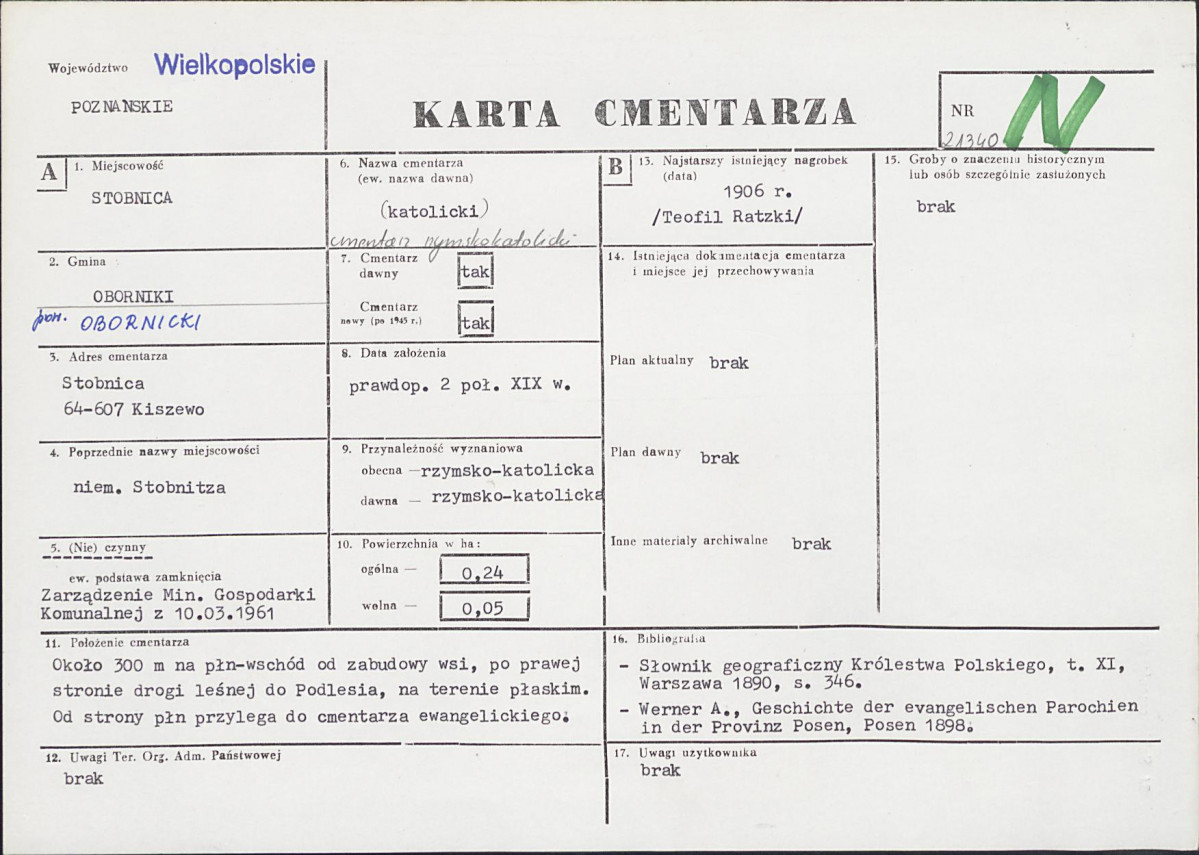 Województwo Wielkopolskie
POZNAŃSKIE
KARTA CMENTARZA
NR
21340
N
A
1. Miejscowość
STOBNICA
2. Gmina
OBORNIKI
pow. OBORNICKI
3. Adres cmentarza
Stobnica
64-607 Kiszewo
4. Poprzednie nazwy miejscowości
niem. Stobnitza
5. (Nie) czynny
ew. podstawa zamknięcia
Zarządzenie Min. Gospodarki
Komunalnej z 10.03.1961
6. Nazwa cmentarza
(ew. nazwa dawna)
(katolicki)
cmentarz rzymskokatolicki
7. Cmentarz
dawny tak
Cmentarz
nowy (po 1945 r.) tak
8. Data założenia
prawdop. 2 poł. XIX w.
9. Przynależność wyznaniowa
obecna — rzymsko-katolicka
dawna — rzymsko-katolicka
10. Powierzchnia w ha:
ogólna — 0,24
wolna — 0,05
B
13. Najstarszy istniejący nagrobek
(data)
1906 r.
/Teofil Ratzki/
14. Istniejąca dokumentacja cmentarza
i miejsce jej przechowywania
Plan aktualny brak
Plan dawny brak
Inne materiały archiwalne brak
15. Groby o znaczeniu historycznym
lub osób szczególnie zasłużonych
brak
11. Położenie cmentarza
Około 300 m na płn-wschód od zabudowy wsi, po prawej
stronie drogi leśnej do Podlesia, na terenie płaskim.
Od strony płn przylega do cmentarza ewangelickiego.
12. Uwagi Ter. Org. Adm. Państwowej
brak
16. Bibliografia
- Słownik geograficzny Królestwa Polskiego, t. XI,
Warszawa 1890, s. 346.
- Werner A., Geschichte der evangelischen Parochien
in der Provinz Posen, Posen 1898.
17. Uwagi użytkownika
brak